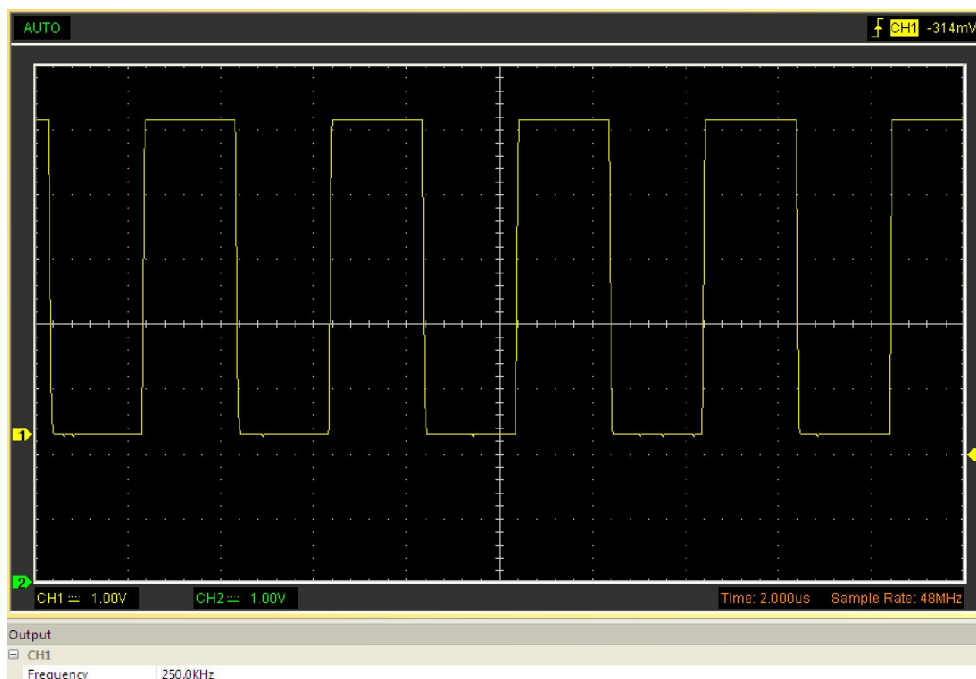 AUTO
CH1 -314mV
1
2
CH1 1.00V
CH2 1.00V
Time: 2.000us Sample Rate: 48MHz
Output
CH1
Frequency 250.0KHz